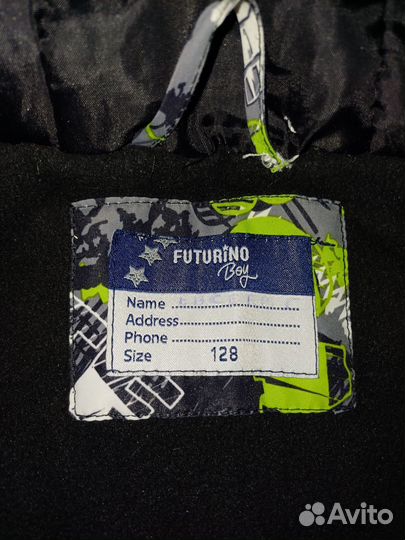 FUTURINO
Boy
Name
Address
Phone
Size 128
Avito